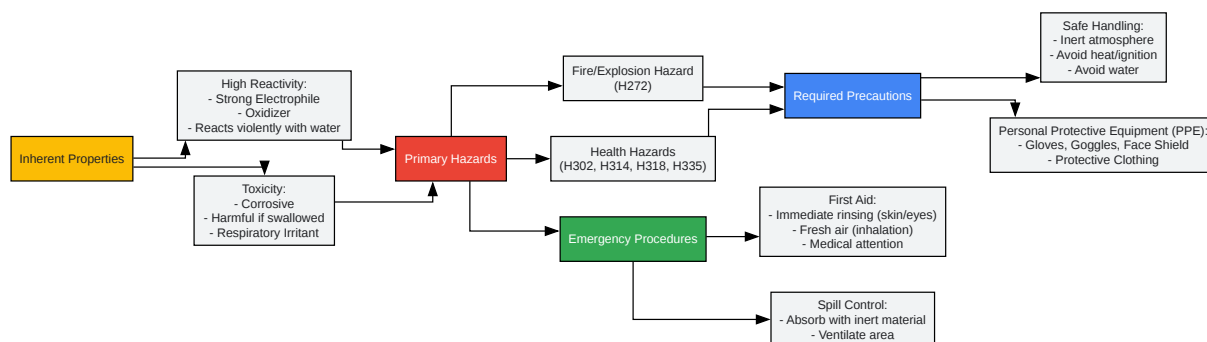 Inherent Properties
High Reactivity:
- Strong Electrophile
- Oxidizer
- Reacts violently with water
Toxicity:
- Corrosive
- Harmful if swallowed
- Respiratory Irritant
Primary Hazards
Fire/Explosion Hazard
(H272)
Health Hazards
(H302, H314, H318, H335)
Emergency Procedures
Required Precautions
Safe Handling:
- Inert atmosphere
- Avoid heat/ignition
- Avoid water
Personal Protective Equipment (PPE):
- Gloves, Goggles, Face Shield
- Protective Clothing
First Aid:
- Immediate rinsing (skin/eyes)
- Fresh air (inhalation)
- Medical attention
Spill Control:
- Absorb with inert material
- Ventilate area